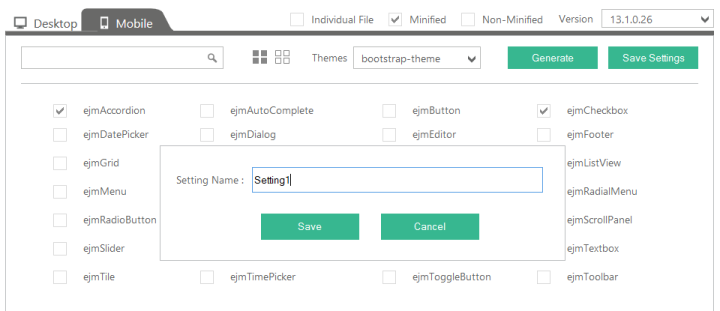 Desktop Mobile Individual File Minified Non-Minified Version 13.1.0.26
Themes bootstrap-theme Generate Save Settings
ejmAccordion ejmAutoComplete ejmButton ejmCheckbox
ejmDatePicker ejmDialog ejmEditor ejmFooter
ejmGrid ejmListView
Setting Name : Setting1
ejmMenu ejmRadialMenu
ejmRadioButton ejmScrollPanel
Save Cancel
ejmSlider ejmTextbox
ejmTile ejmTimePicker ejmToggleButton ejmToolbar